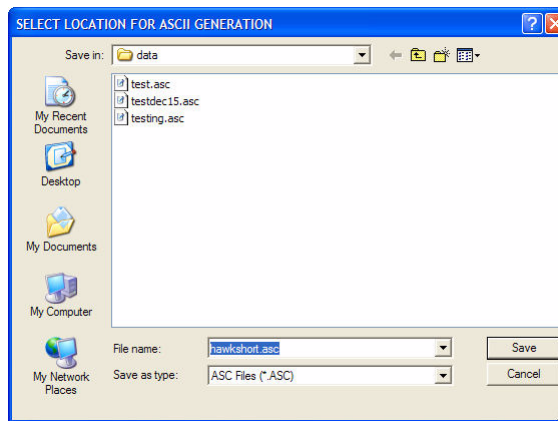 SELECT LOCATION FOR ASCII GENERATION
Save in:
data
My Recent
Documents
Desktop
My Documents
My Computer
My Network
Places
test.asc
testdec15.asc
testing.asc
File name:
hawkshort.asc
Save
Save as type:
ASC Files (*.ASC)
Cancel